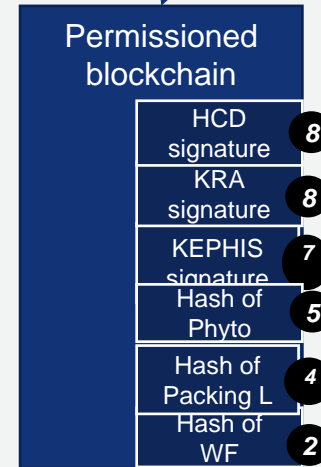 Permissioned
blockchain
HCD
signature
8
KRA
signature
8
KEPHIS
signature
7
Hash of
Phyto
5
Hash of
Packing L
4
Hash of
WF
2